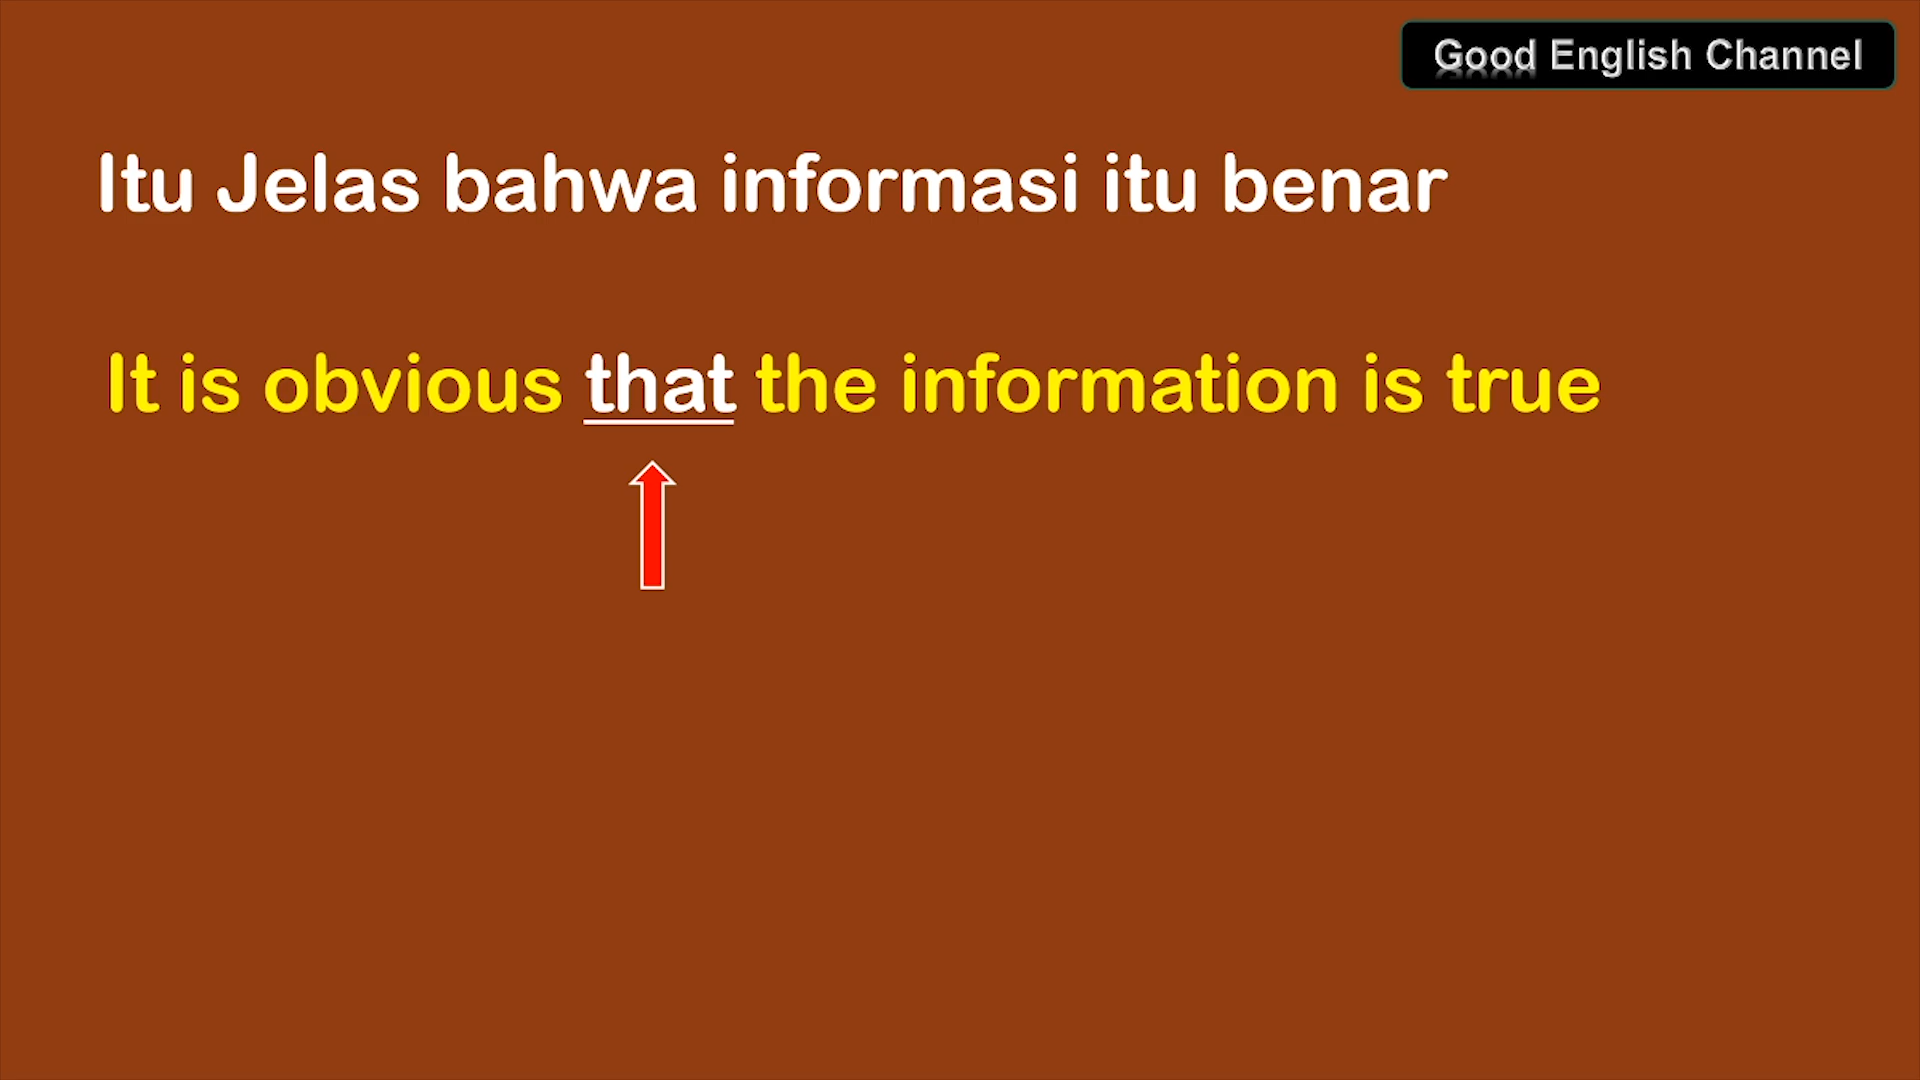 Good English Channel
Itu Jelas bahwa informasi itu benar
It is obvious that the information is true